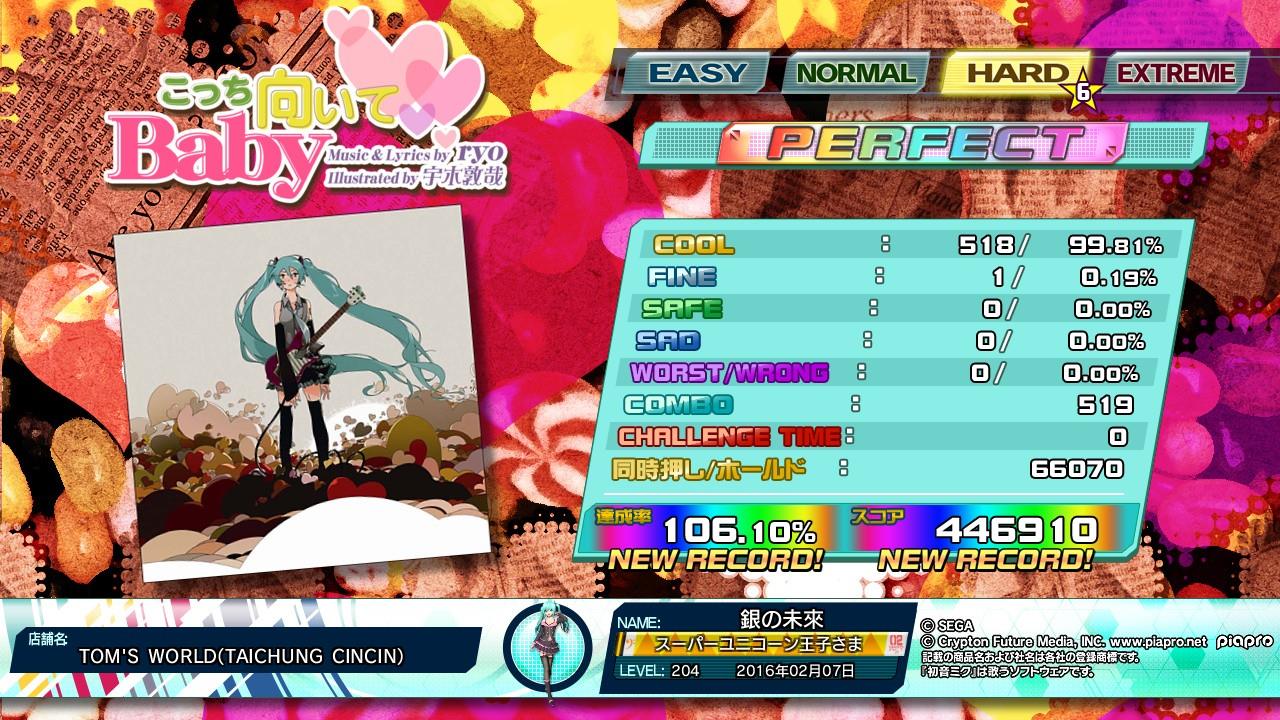 こっち向いて
Baby
Music & Lyrics by ryo
Illustrated by 宇木敦哉
EASY NORMAL HARD EXTREME
6
PERFECT
COOL : 518/ 99.81%
FINE : 1/ 0.19%
SAFE : 0/ 0.00%
SAD : 0/ 0.00%
WORST/WRONG : 0/ 0.00%
COMBO : 519
CHALLENGE TIME : 0
同時押し/ホールド : 66070
達成率 106.10% スコア 446910
NEW RECORD! NEW RECORD!
店舗名
TOM'S WORLD(TAICHUNG CINCIN)
NAME: 銀の未來
スーパーユニコーン王子さま 02
LEVEL: 204 2016年02月07日
© SEGA
© Crypton Future Media, INC. www.piapro.net piapro
記載の商品名および社名は各社の登録商標です。
『初音ミク』は歌うソフトウェアです。